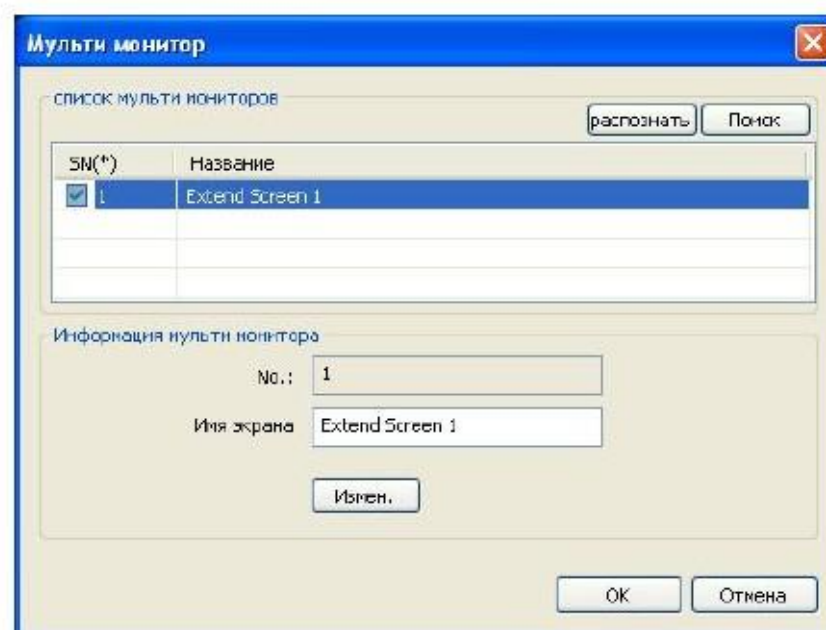 Мульти монитор
список мульти мониторов
распознать Поиск
SN(*) Название
1 Extend Screen 1
Информация мульти монитора
No.: 1
Имя экрана Extend Screen 1
Измен.
OK Отмена